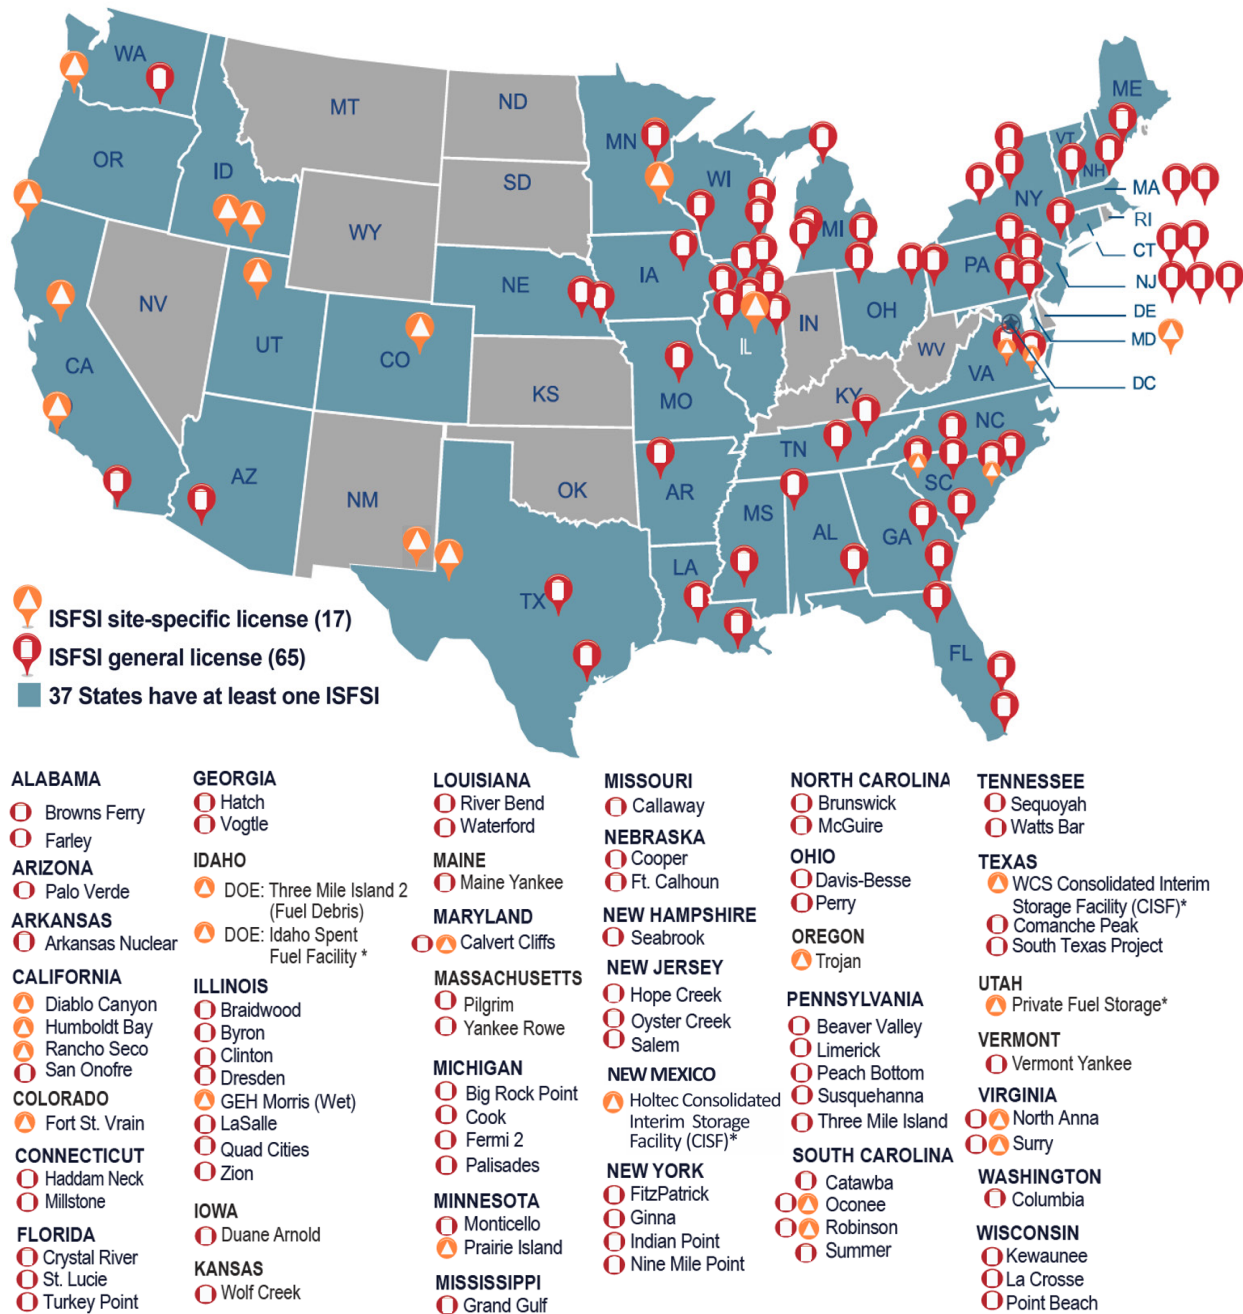 WA
MT
ND
MN
ME
OR
ID
SD
WI
VT
NH
WY
MI
NY
MA
RI
CT
NV
NE
IA
PA
NJ
UT
CO
IL
IN
OH
DE
MD
CA
KS
MO
WV
VA
DC
KY
AZ
NM
OK
AR
TN
NC
SC
MS
AL
GA
LA
TX
FL
ISFSI site-specific license (17)
ISFSI general license (65)
37 States have at least one ISFSI
ALABAMA
Browns Ferry
Farley
ARIZONA
Palo Verde
ARKANSAS
Arkansas Nuclear
CALIFORNIA
Diablo Canyon
Humboldt Bay
Rancho Seco
San Onofre
COLORADO
Fort St. Vrain
CONNECTICUT
Haddam Neck
Millstone
FLORIDA
Crystal River
St. Lucie
Turkey Point
GEORGIA
Hatch
Vogtle
IDAHO
DOE: Three Mile Island 2
(Fuel Debris)
DOE: Idaho Spent
Fuel Facility *
ILLINOIS
Braidwood
Byron
Clinton
Dresden
GEH Morris (Wet)
LaSalle
Quad Cities
Zion
IOWA
Duane Arnold
KANSAS
Wolf Creek
LOUISIANA
River Bend
Waterford
MAINE
Maine Yankee
MARYLAND
Calvert Cliffs
MASSACHUSETTS
Pilgrim
Yankee Rowe
MICHIGAN
Big Rock Point
Cook
Fermi 2
Palisades
MINNESOTA
Monticello
Prairie Island
MISSISSIPPI
Grand Gulf
MISSOURI
Callaway
NEBRASKA
Cooper
Ft. Calhoun
NEW HAMPSHIRE
Seabrook
NEW JERSEY
Hope Creek
Oyster Creek
Salem
NEW MEXICO
Holtec Consolidated
Interim Storage
Facility (CISF)*
NEW YORK
FitzPatrick
Ginna
Indian Point
Nine Mile Point
NORTH CAROLINA
Brunswick
McGuire
OHIO
Davis-Besse
Perry
OREGON
Trojan
PENNSYLVANIA
Beaver Valley
Limerick
Peach Bottom
Susquehanna
Three Mile Island
SOUTH CAROLINA
Catawba
Oconee
Robinson
Summer
TENNESSEE
Sequoyah
Watts Bar
TEXAS
WCS Consolidated Interim
Storage Facility (CISF)*
Comanche Peak
South Texas Project
UTAH
Private Fuel Storage*
VERMONT
Vermont Yankee
VIRGINIA
North Anna
Surry
WASHINGTON
Columbia
WISCONSIN
Kewaunee
La Crosse
Point Beach